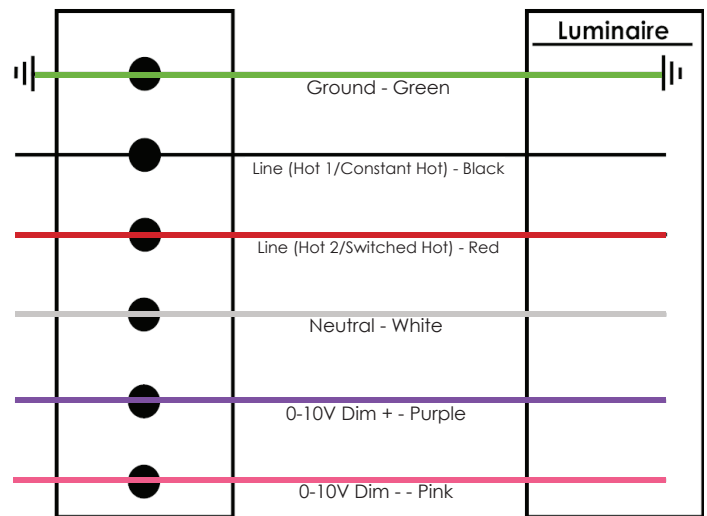 Luminaire
Ground - Green
Line (Hot 1/Constant Hot) - Black
Line (Hot 2/Switched Hot) - Red
Neutral - White
0-10V Dim + - Purple
0-10V Dim - - Pink